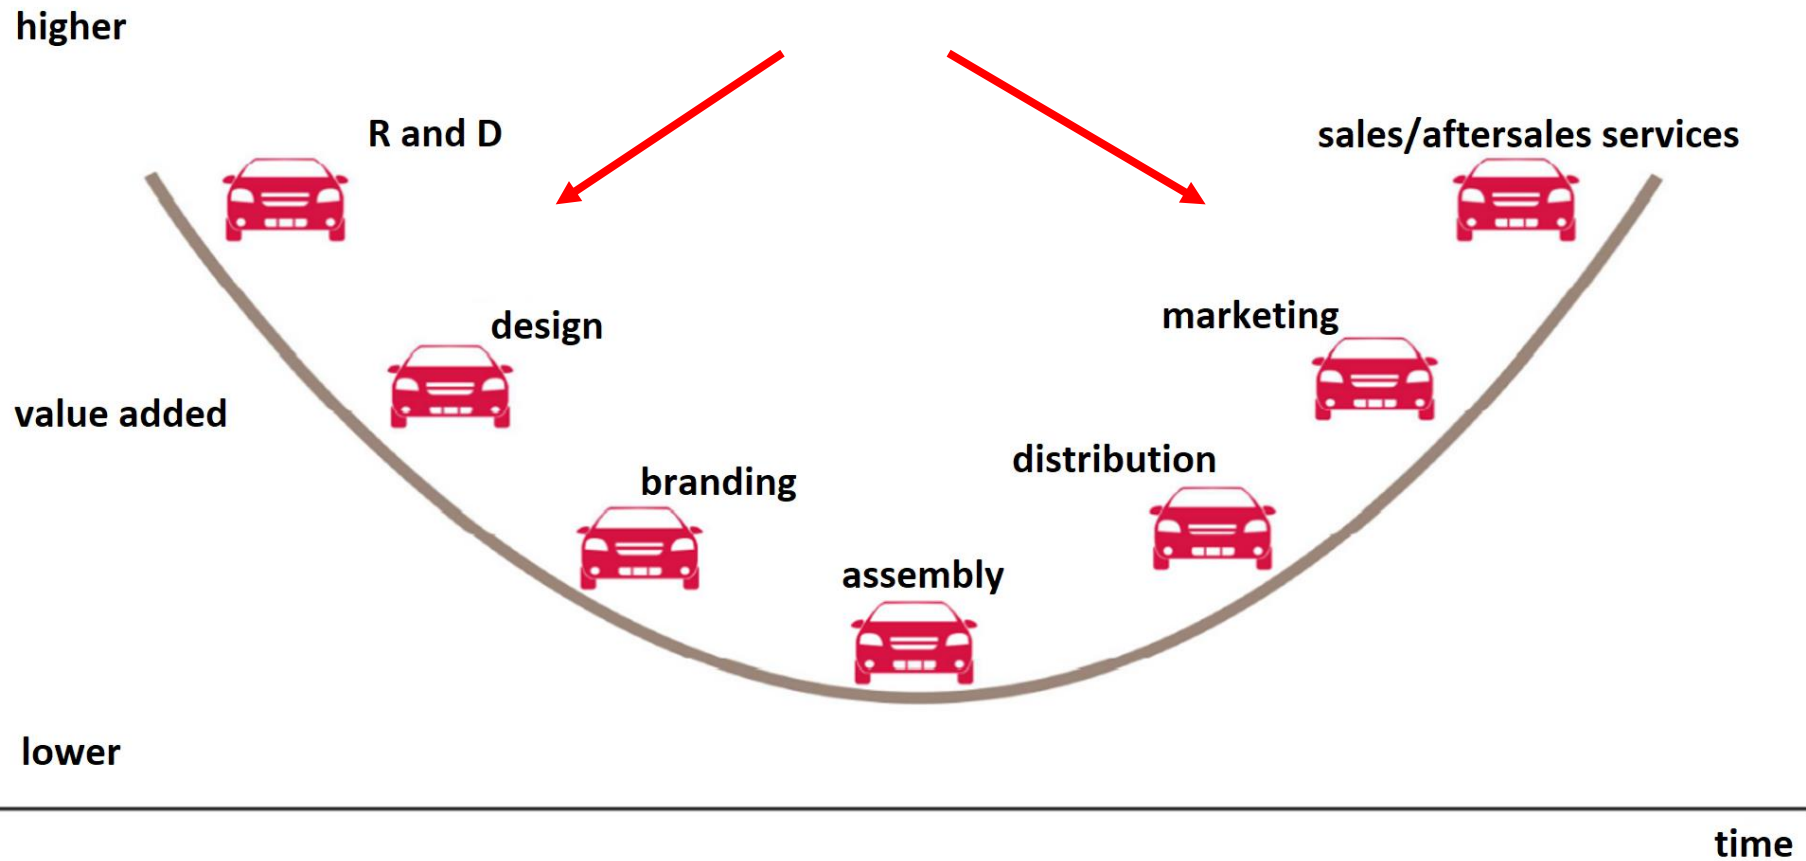 higher
R and D
sales/aftersales services
design
marketing
value added
branding
distribution
assembly
lower
time